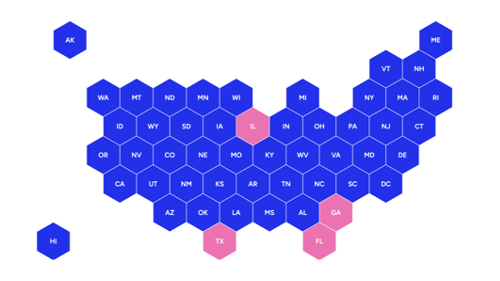 AK
ME
VT NH
WA MT ND MN WI MI NY MA RI
ID WY SD IA IL IN OH PA NJ CT
OR NV CO NE MO KY WV VA MD DE
CA UT NM KS AR TN NC SC DC
AZ OK LA MS AL GA
HI TX FL